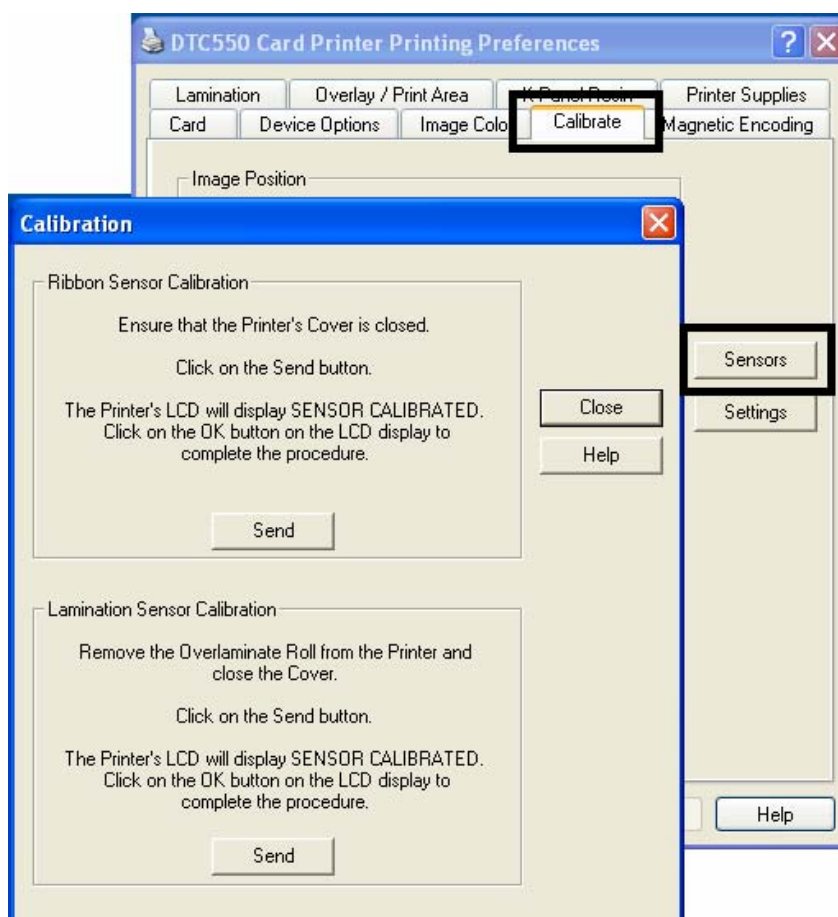 DTC550 Card Printer Printing Preferences
Lamination Overlay / Print Area K Panel Resin Printer Supplies
Card Device Options Image Colo Calibrate Magnetic Encoding
Image Position
Calibration
Ribbon Sensor Calibration
Ensure that the Printer's Cover is closed.
Click on the Send button.
The Printer's LCD will display SENSOR CALIBRATED.
Click on the OK button on the LCD display to
complete the procedure.
Send
Close
Help
Sensors
Settings
Lamination Sensor Calibration
Remove the Overlaminate Roll from the Printer and
close the Cover.
Click on the Send button.
The Printer's LCD will display SENSOR CALIBRATED.
Click on the OK button on the LCD display to
complete the procedure.
Send
Help